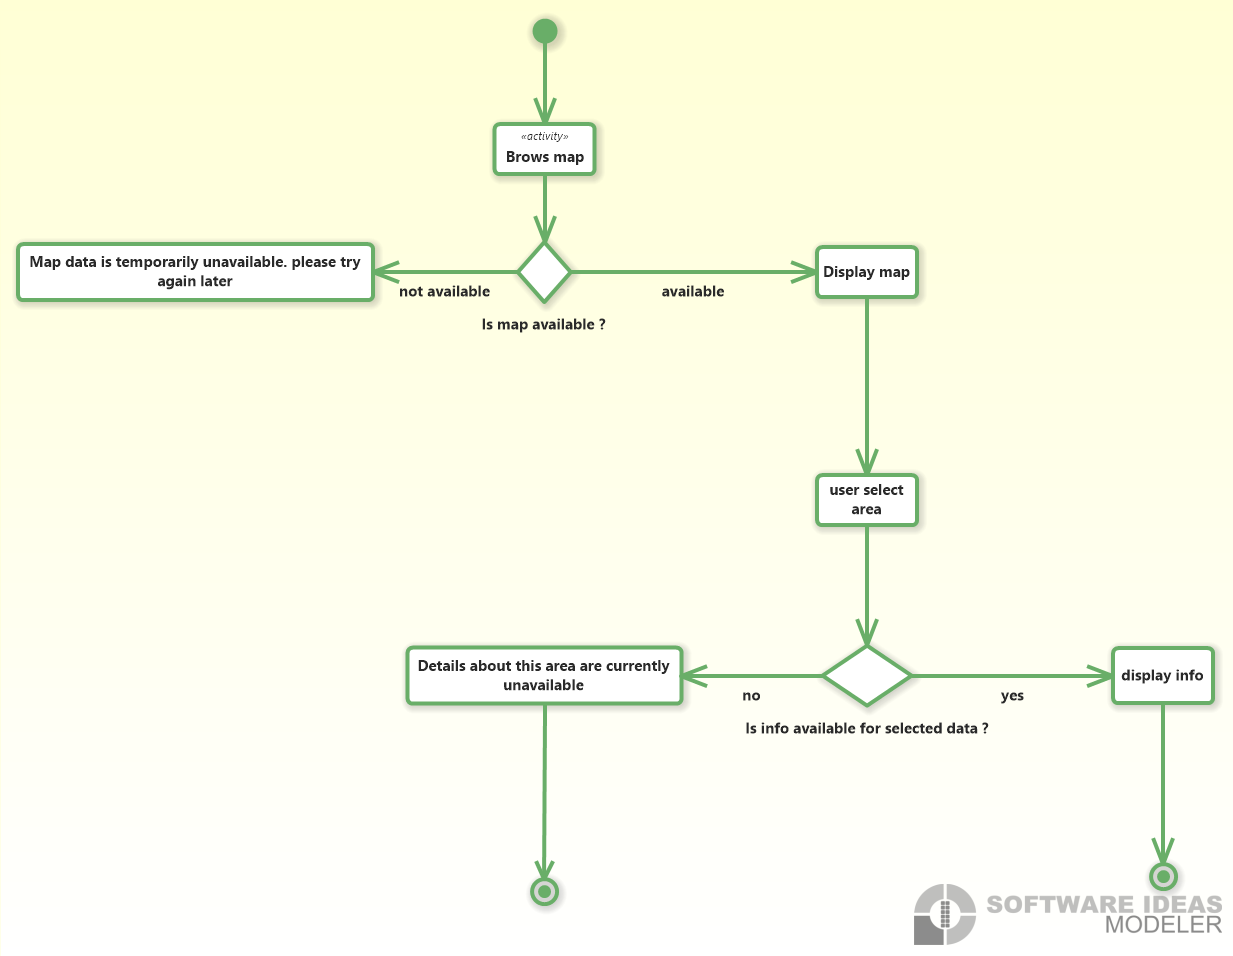 «activity»
Brows map
Map data is temporarily unavailable. please try
again later
not available
available
Display map
Is map available ?
user select
area
Details about this area are currently
unavailable
no
yes
display info
Is info available for selected data ?
SOFTWARE IDEAS
MODELER